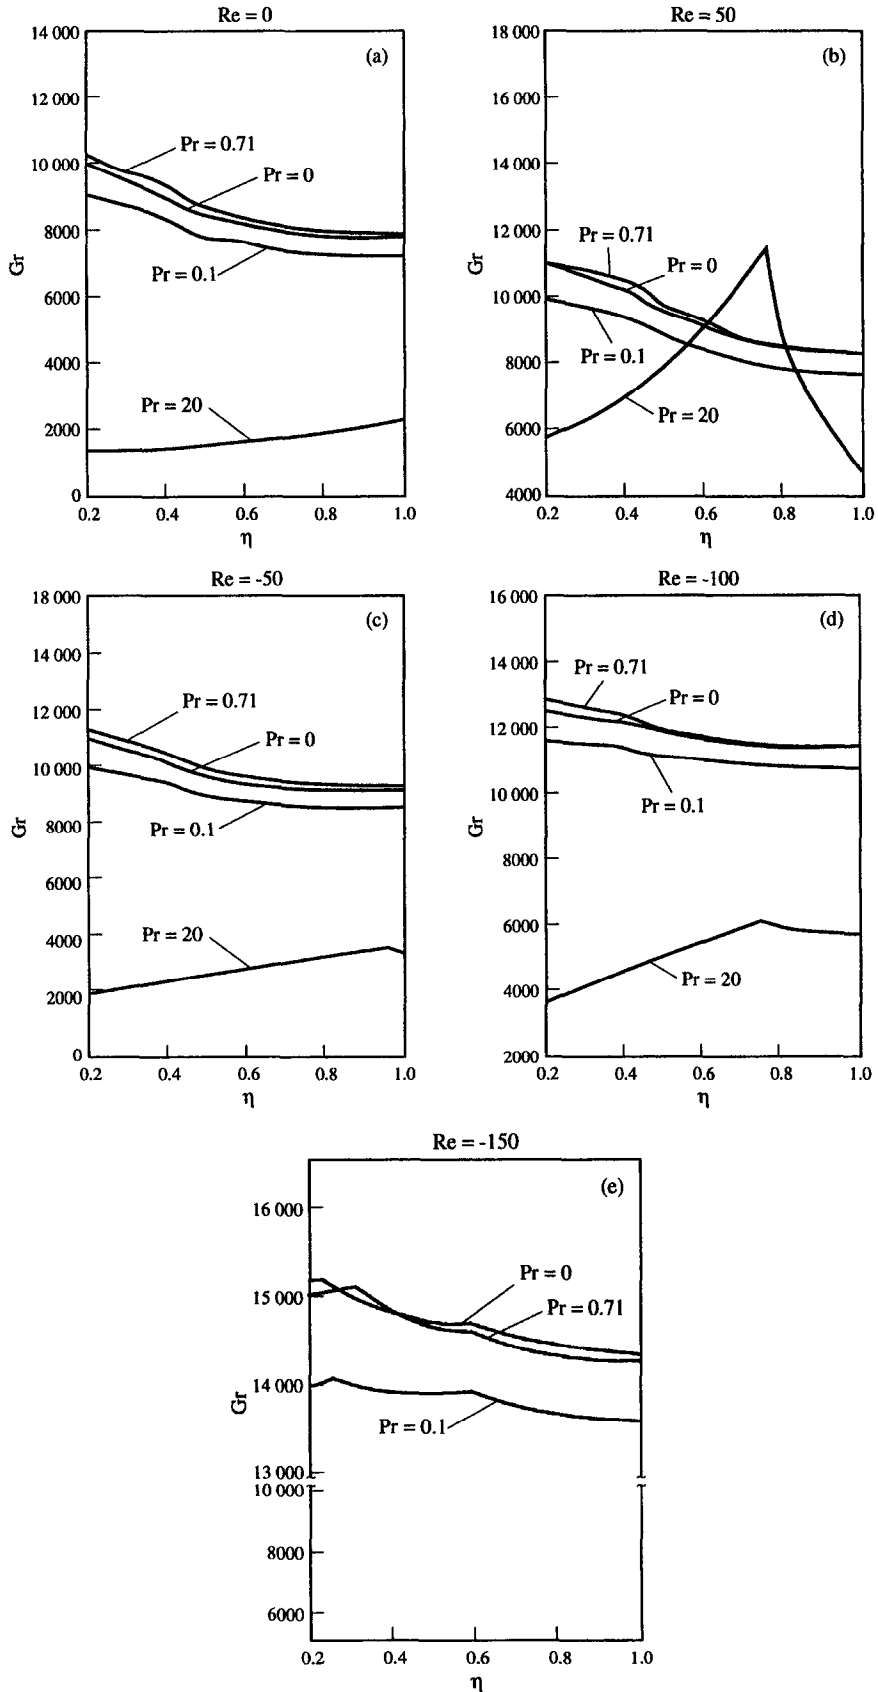 Re = 0
14 000
12 000
10 000
8000
6000
4000
2000
0
Gr
(a)
Pr = 0.71
Pr = 0
Pr = 0.1
Pr = 20
0.2 0.4 0.6 0.8 1.0
η
Re = 50
18 000
16 000
14 000
12 000
10 000
8000
6000
4000
Gr
(b)
Pr = 0.71
Pr = 0
Pr = 0.1
Pr = 20
0.2 0.4 0.6 0.8 1.0
η
Re = -50
18 000
14 000
12 000
10 000
8000
6000
4000
2000
0
Gr
(c)
Pr = 0.71
Pr = 0
Pr = 0.1
Pr = 20
0.2 0.4 0.6 0.8 1.0
η
Re = -100
16 000
14 000
12 000
10 000
8000
6000
4000
2000
Gr
(d)
Pr = 0.71
Pr = 0
Pr = 0.1
Pr = 20
0.2 0.4 0.6 0.8 1.0
η
Re = -150
16 000
15 000
14 000
13 000
10 000
8000
6000
Gr
(e)
Pr = 0
Pr = 0.71
Pr = 0.1
0.2 0.4 0.6 0.8 1.0
η